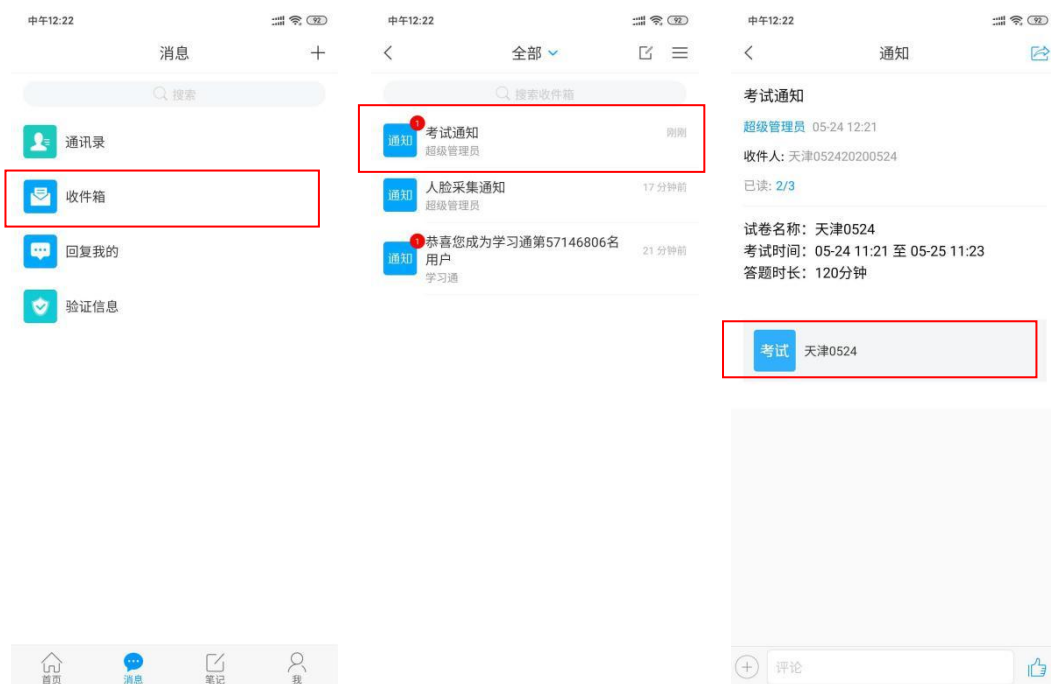 中午12:22
92
消息
搜索
通讯录
收件箱
回复我的
验证信息
首页
消息
笔记
我
中午12:22
92
全部
搜索收件箱
通知
1
考试通知
刚刚
超级管理员
通知
人脸采集通知
17 分钟前
超级管理员
通知
1
恭喜您成为学习通第57146806名
用户
21 分钟前
学习通
中午12:22
92
通知
考试通知
超级管理员 05-24 12:21
收件人: 天津052420200524
已读: 2/3
试卷名称：天津0524
考试时间：05-24 11:21 至 05-25 11:23
答题时长：120分钟
考试
天津0524
评论